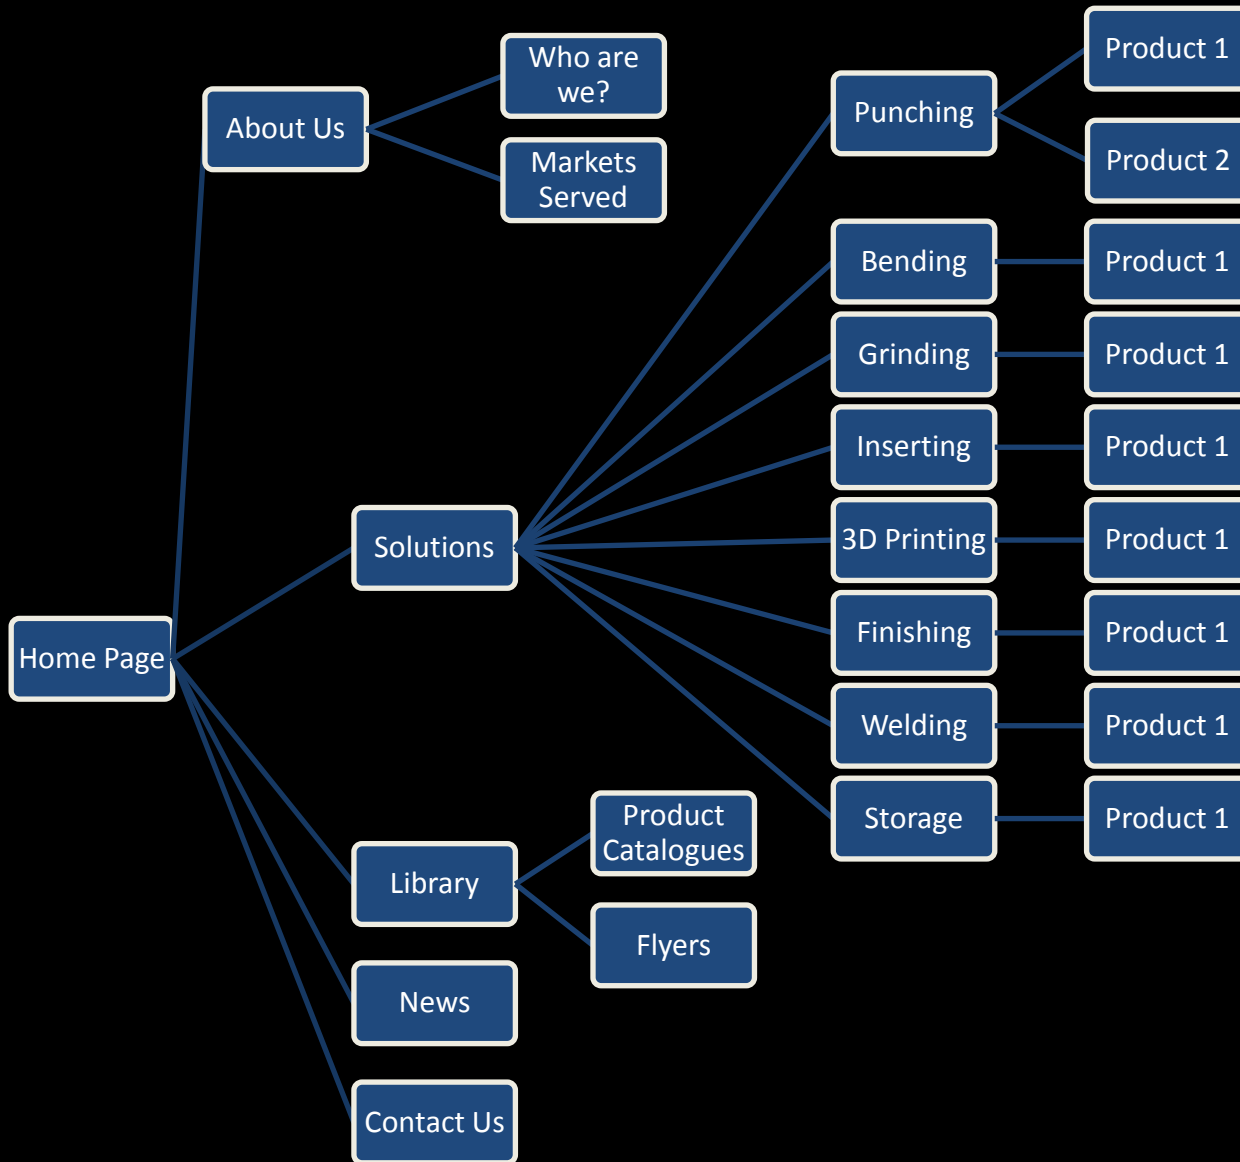 Home Page
About Us
Who are
we?
Markets
Served
Solutions
Punching
Product 1
Product 2
Bending
Product 1
Grinding
Product 1
Inserting
Product 1
3D Printing
Product 1
Finishing
Product 1
Welding
Product 1
Storage
Product 1
Library
Product
Catalogues
Flyers
News
Contact Us